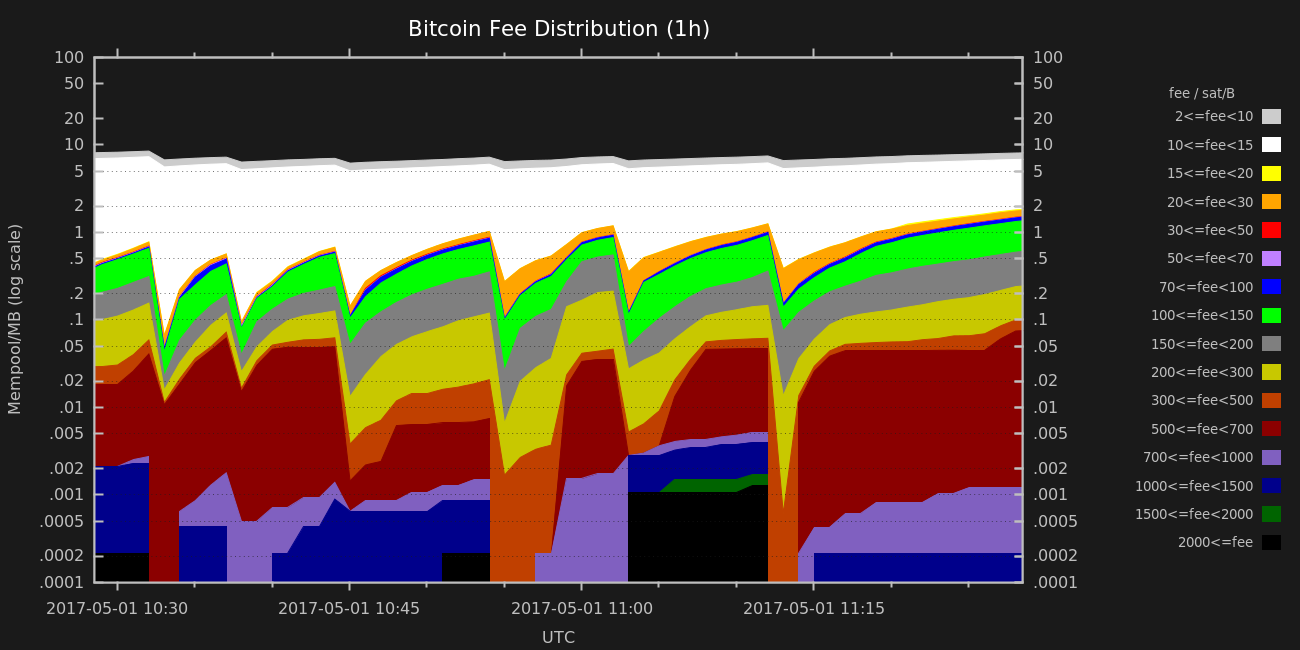 Bitcoin Fee Distribution (1h)
100 100
50 50
20 20
10 10
5 5
2 2
1 1
.5 .5
.2 .2
.1 .1
.05 .05
.02 .02
.01 .01
.005 .005
.002 .002
.001 .001
.0005 .0005
.0002 .0002
.0001 .0001
Mempool/MB (log scale)
2017-05-01 10:30 2017-05-01 10:45 2017-05-01 11:00 2017-05-01 11:15
UTC
fee / sat/B
2<=fee<10
10<=fee<15
15<=fee<20
20<=fee<30
30<=fee<50
50<=fee<70
70<=fee<100
100<=fee<150
150<=fee<200
200<=fee<300
300<=fee<500
500<=fee<700
700<=fee<1000
1000<=fee<1500
1500<=fee<2000
2000<=fee